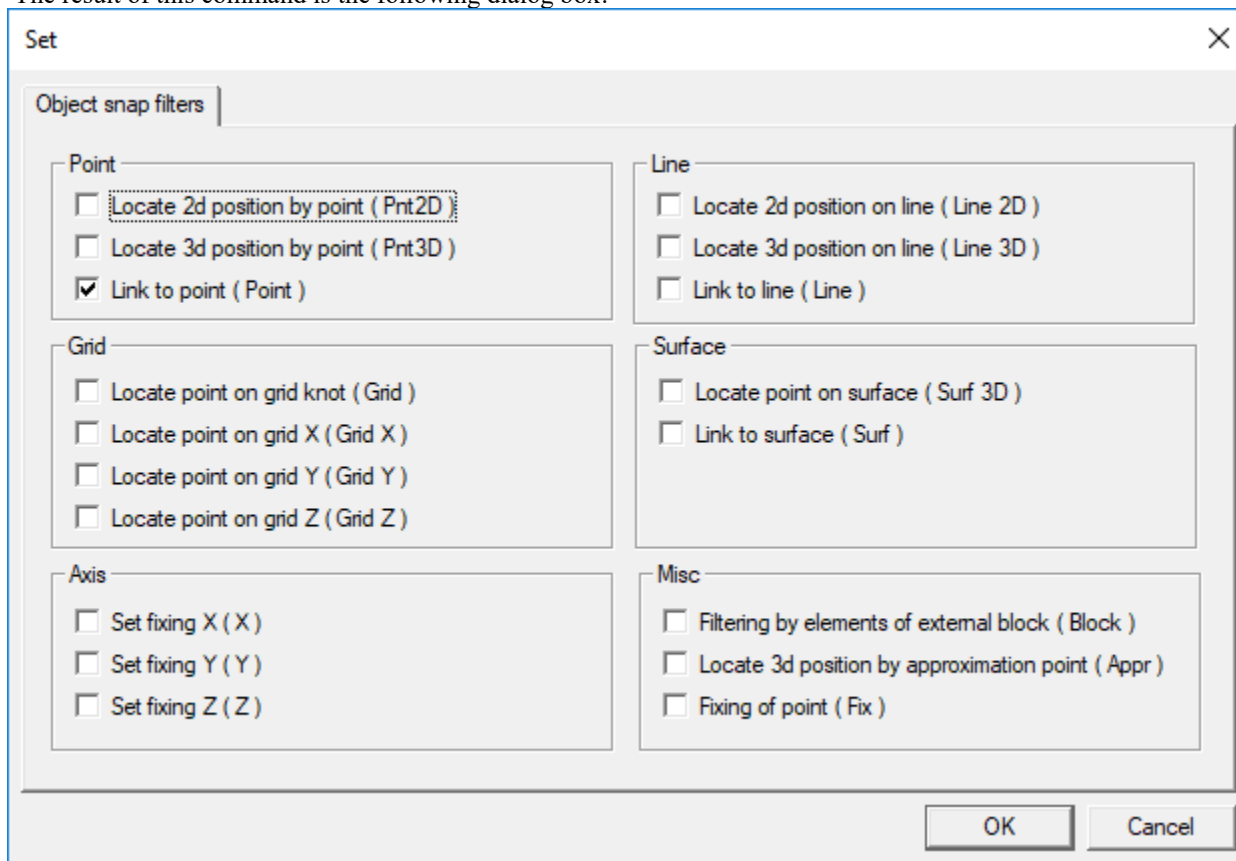 The result of this command is the following dialog box:
Set
Object snap filters
Point
Locate 2d position by point ( Pnt2D )
Locate 3d position by point ( Pnt3D )
Link to point ( Point )
Line
Locate 2d position on line ( Line 2D )
Locate 3d position on line ( Line 3D )
Link to line ( Line )
Grid
Locate point on grid knot ( Grid )
Locate point on grid X ( Grid X )
Locate point on grid Y ( Grid Y )
Locate point on grid Z ( Grid Z )
Surface
Locate point on surface ( Surf 3D )
Link to surface ( Surf )
Axis
Set fixing X ( X )
Set fixing Y ( Y )
Set fixing Z ( Z )
Misc
Filtering by elements of external block ( Block )
Locate 3d position by approximation point ( Appr )
Fixing of point ( Fix )
OK
Cancel